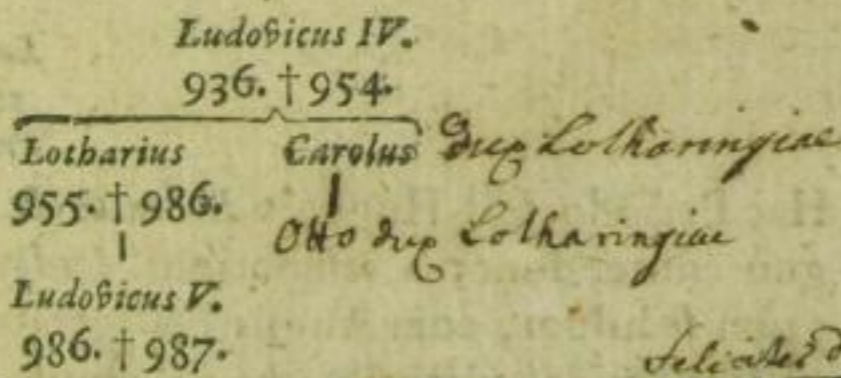 Ludovicus IV.
936. † 954.
Lotharius Carolus dux Lotharingiae
955. † 986.
Otto dux Lotharingiae
Ludovicus V.
986. † 987.